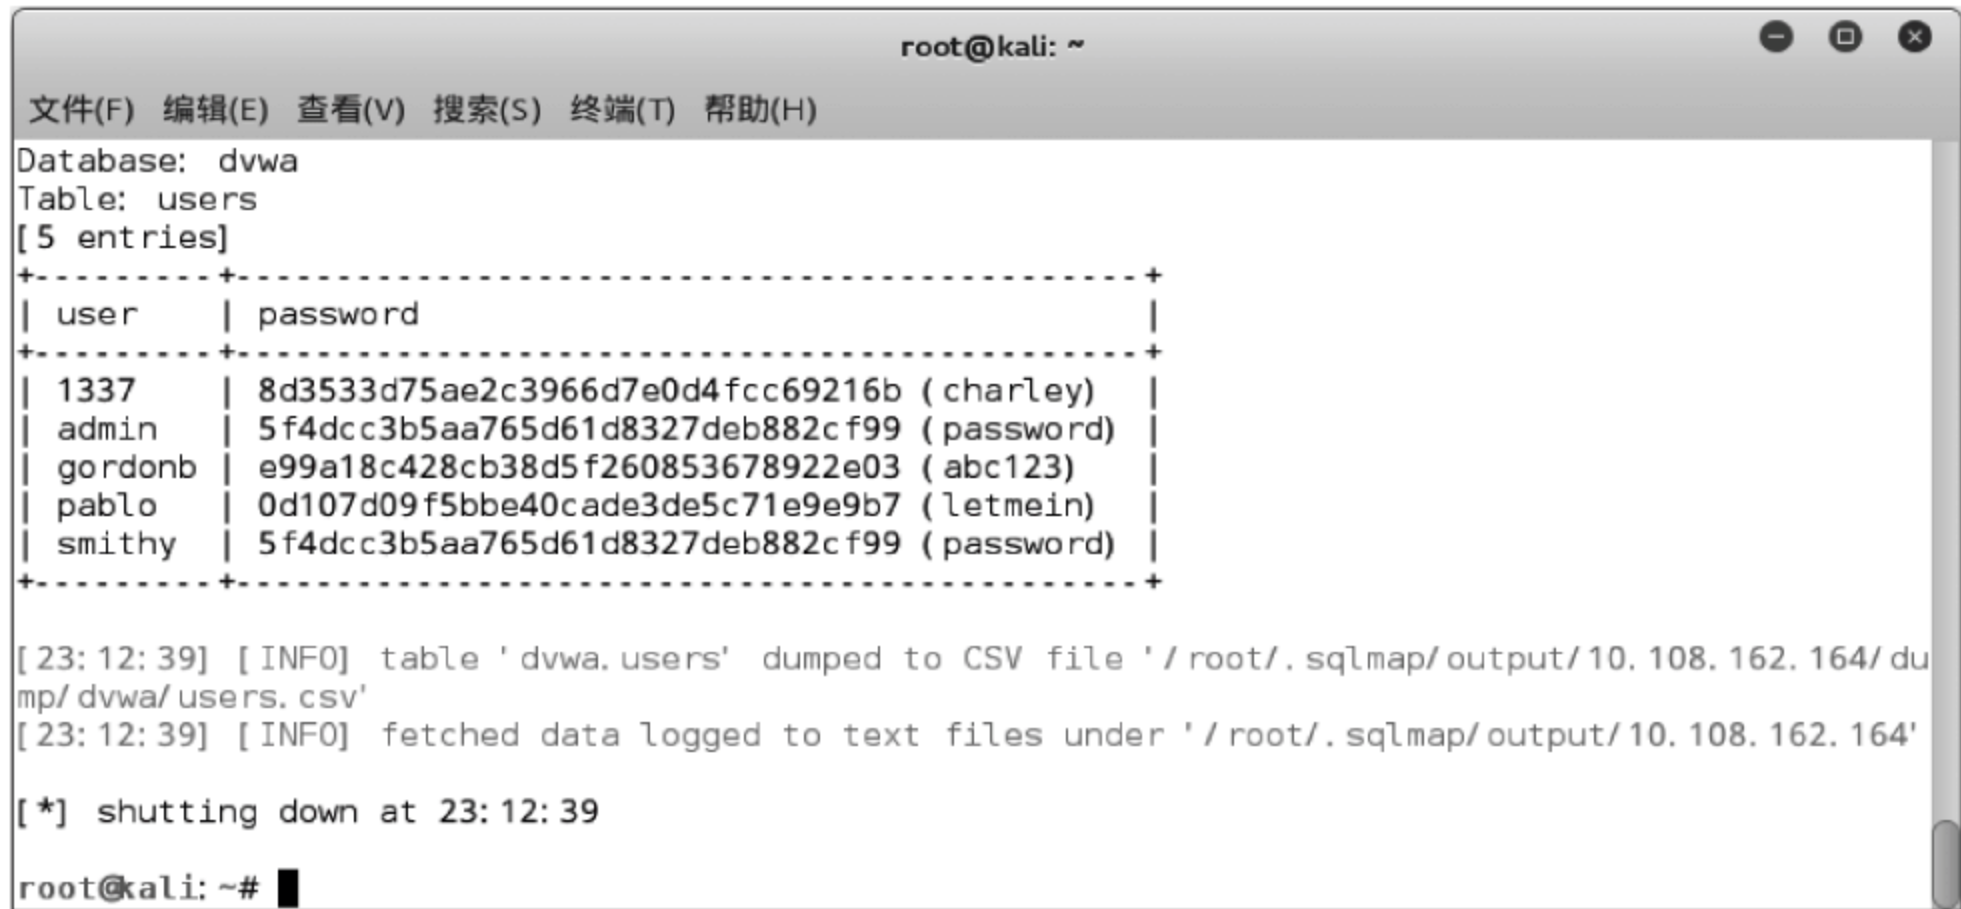 root@kali: ~
文件(F) 编辑(E) 查看(V) 搜索(S) 终端(T) 帮助(H)
Database: dvwa
Table: users
[5 entries]
+---------+---------------------------------------------+
| user    | password                                    |
+---------+---------------------------------------------+
| 1337    | 8d3533d75ae2c3966d7e0d4fcc69216b (charley)  |
| admin   | 5f4dcc3b5aa765d61d8327deb882cf99 (password) |
| gordonb | e99a18c428cb38d5f260853678922e03 (abc123)   |
| pablo   | 0d107d09f5bbe40cade3de5c71e9e9b7 (letmein)  |
| smithy  | 5f4dcc3b5aa765d61d8327deb882cf99 (password) |
+---------+---------------------------------------------+
[23:12:39] [INFO] table 'dvwa.users' dumped to CSV file '/root/.sqlmap/output/10.108.162.164/du
mp/dvwa/users.csv'
[23:12:39] [INFO] fetched data logged to text files under '/root/.sqlmap/output/10.108.162.164'
[*] shutting down at 23:12:39
root@kali:~#